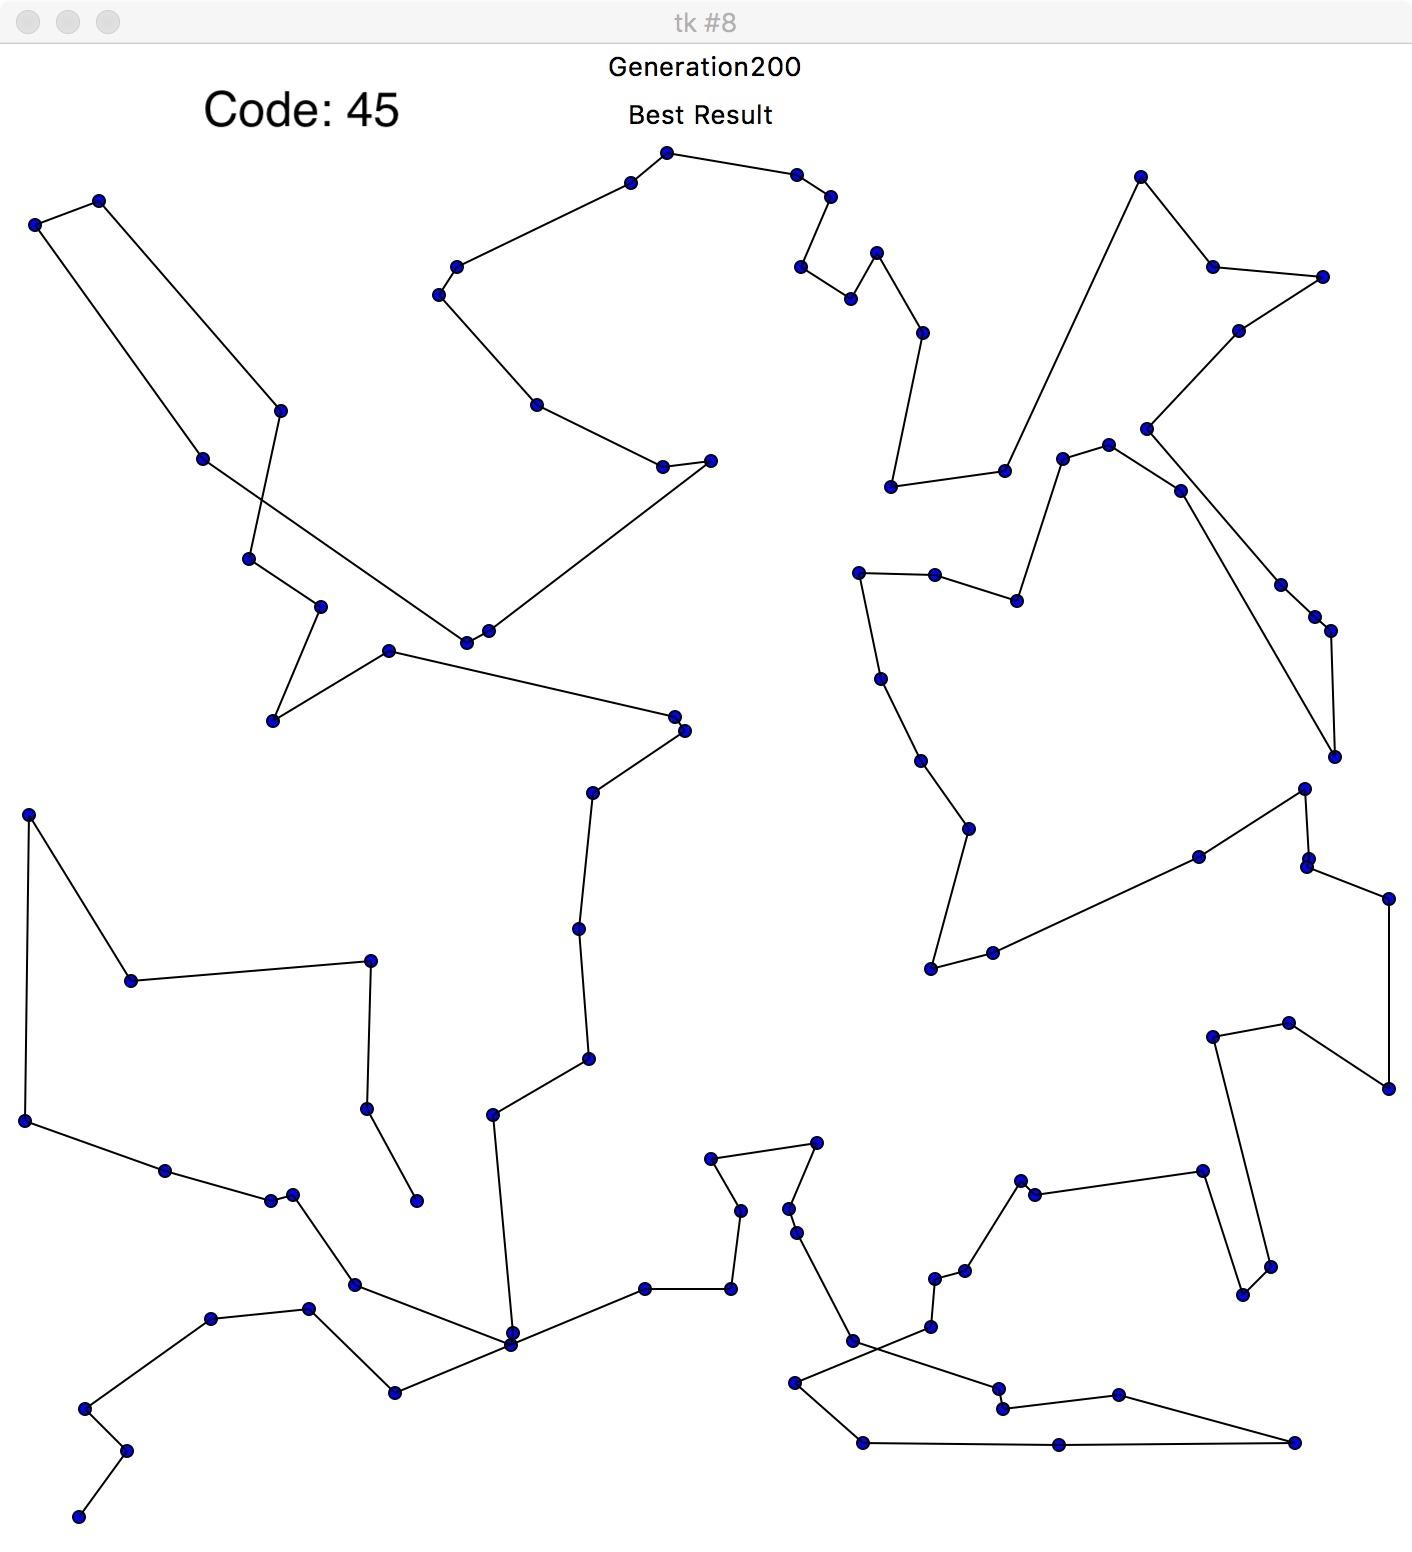 tk #8
Generation200
Code: 45
Best Result